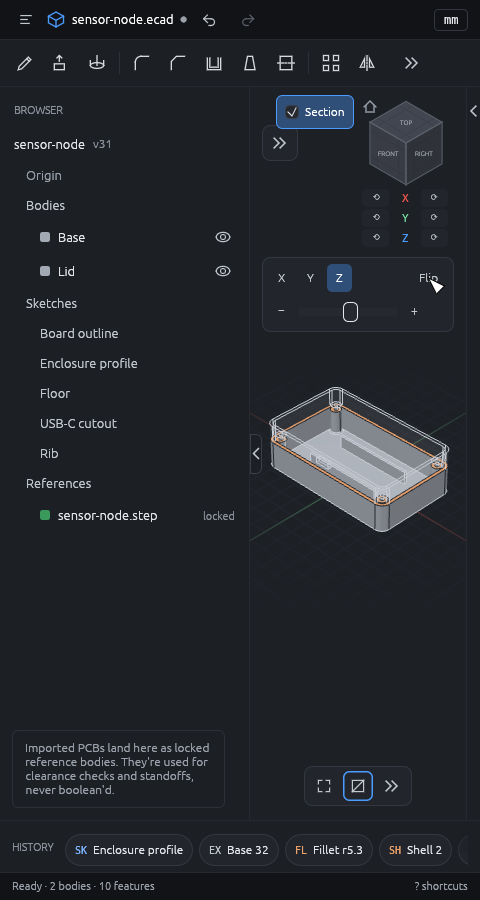 sensor-node.ecad
mm
BROWSER
Section
TOP
FRONT RIGHT
sensor-node v31
Origin
X
Bodies
Y
Base
Z
Lid
X Y Z Flip
Sketches
− +
Board outline
Enclosure profile
Floor
USB-C cutout
Rib
References
sensor-node.step locked
Imported PCBs land here as locked
reference bodies. They're used for
clearance checks and standoffs,
never boolean'd.
HISTORY SK Enclosure profile EX Base 32 FL Fillet r5.3 SH Shell 2
Ready · 2 bodies · 10 features ? shortcuts